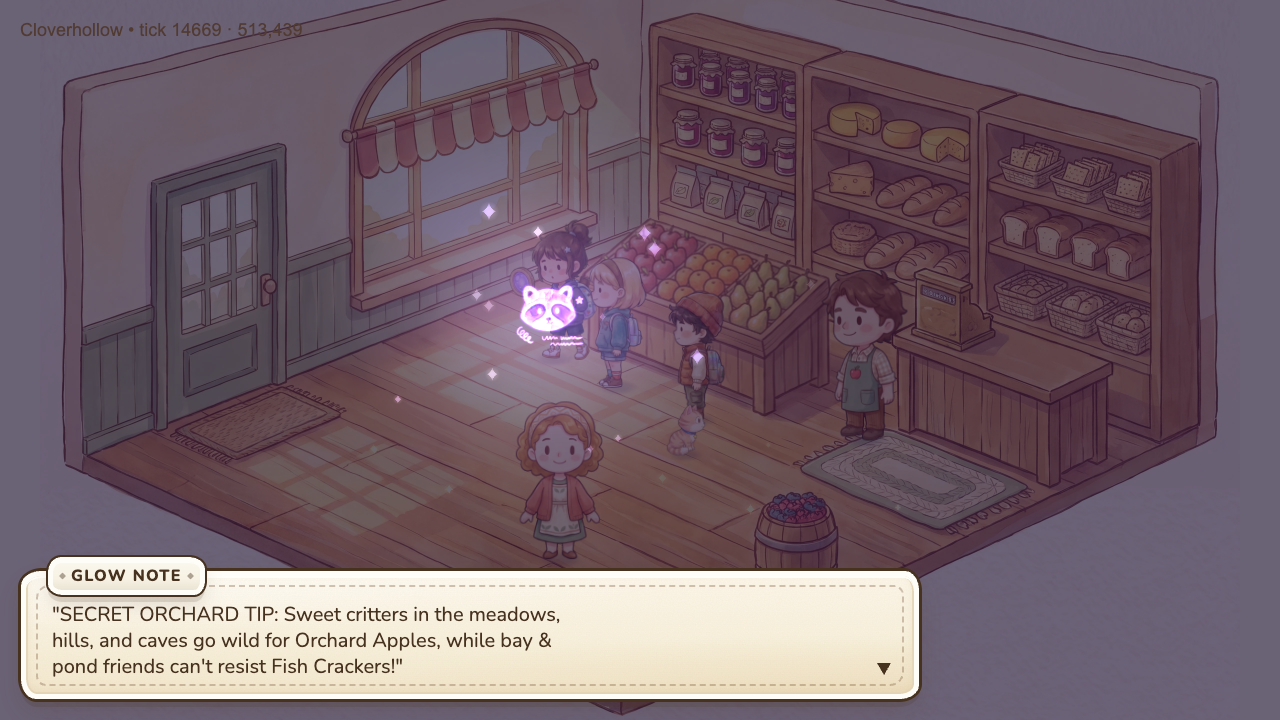 Cloverhollow • tick 14669 · 513,439
GLOW NOTE
"SECRET ORCHARD TIP: Sweet critters in the meadows,
hills, and caves go wild for Orchard Apples, while bay &
pond friends can't resist Fish Crackers!"